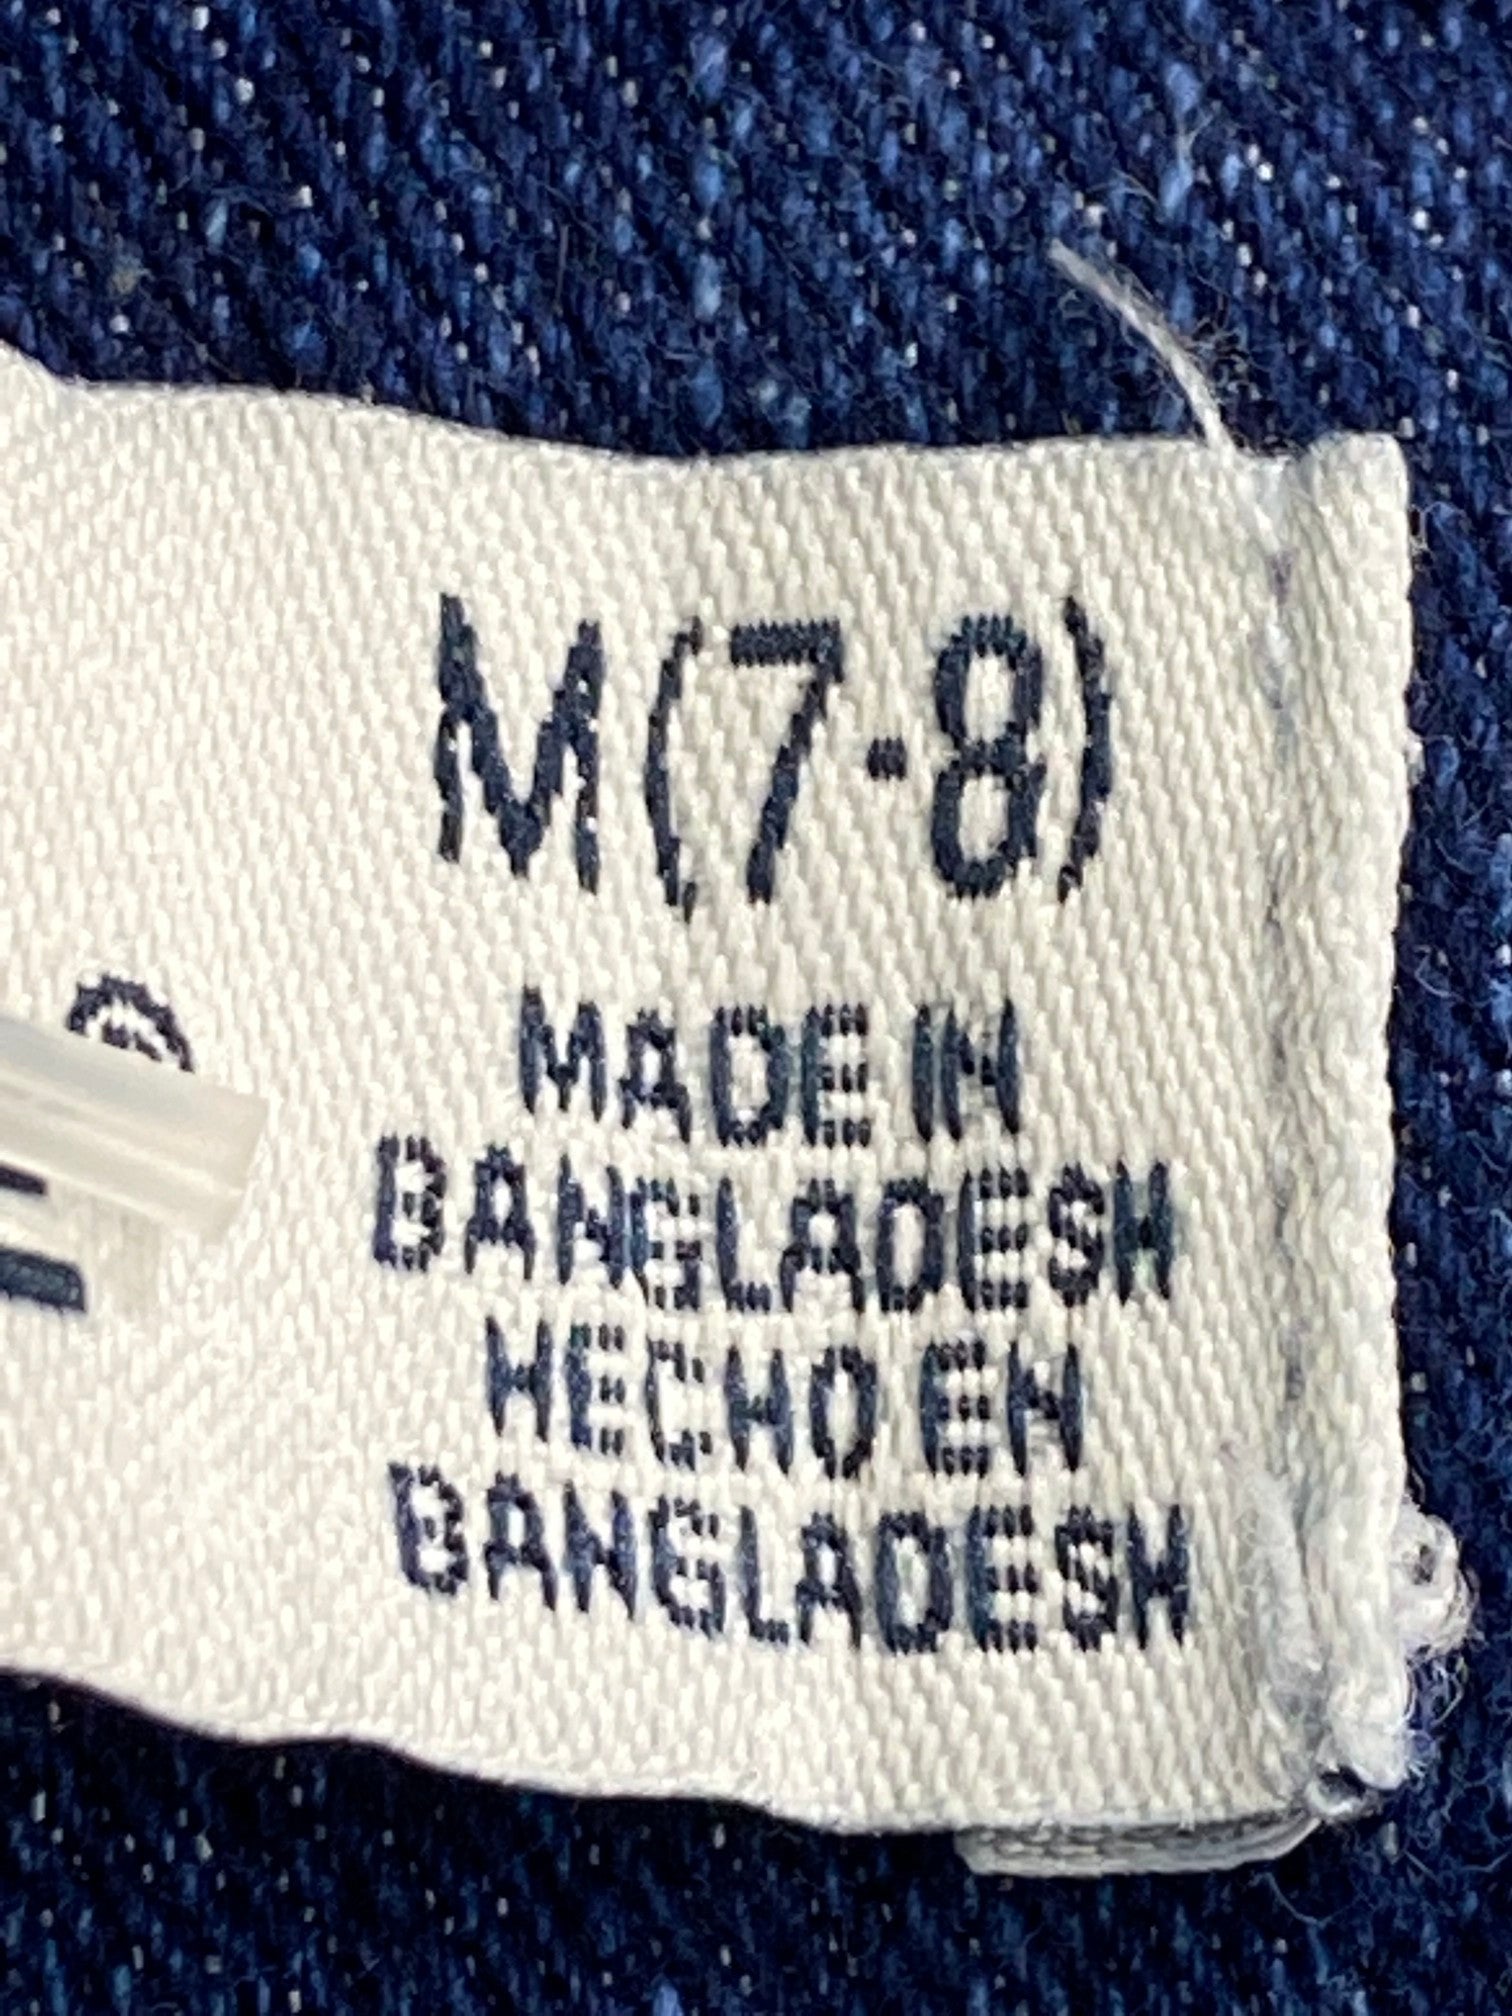 M(7-8)
®
MADE IN
BANGLADESH
HECHO EN
BANGLADESH